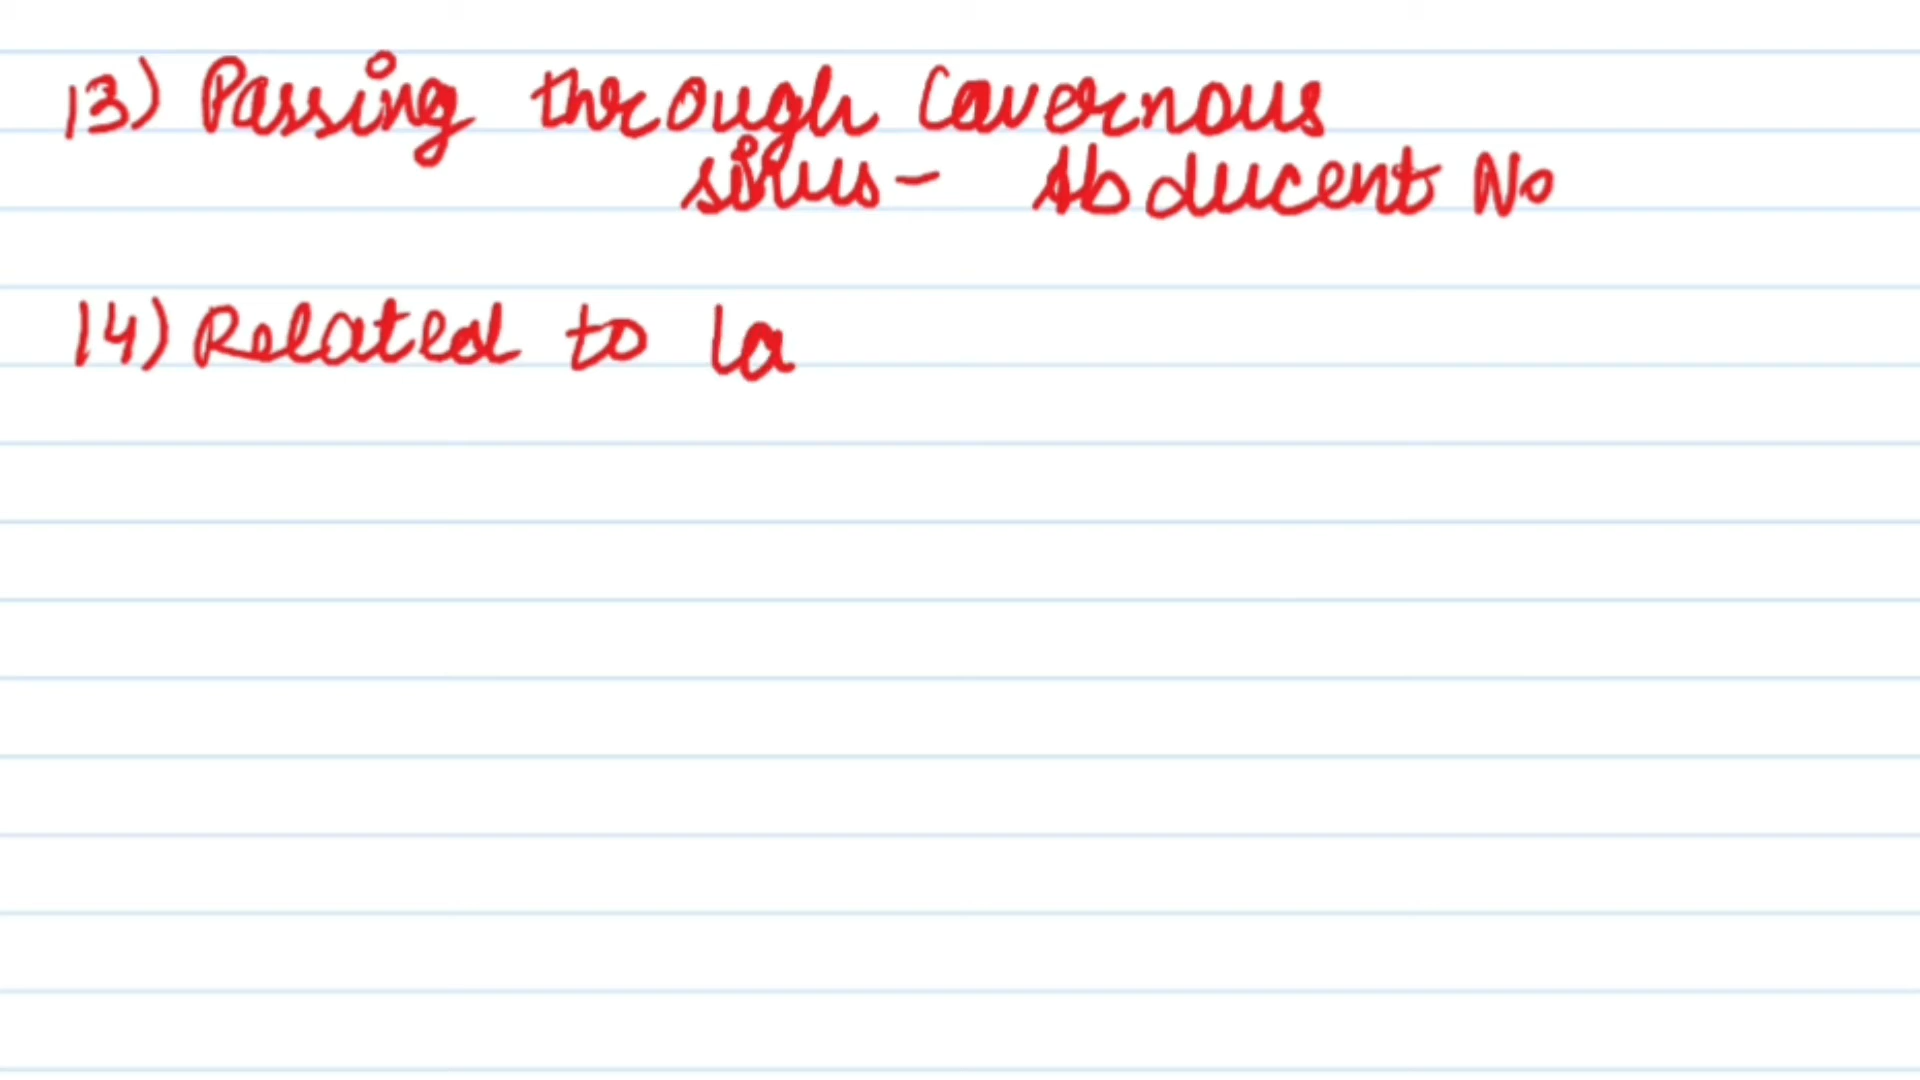 13) Passing through Cavernous
sinus - Abducent No
14) Related to la